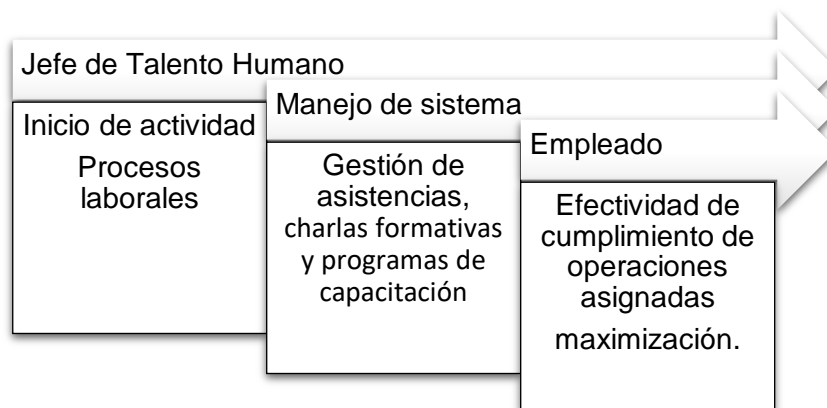 Jefe de Talento Humano
Inicio de actividad
Procesos
laborales
Manejo de sistema
Gestión de
asistencias,
charlas formativas
y programas de
capacitación
Empleado
Efectividad de
cumplimiento de
operaciones
asignadas
maximización.